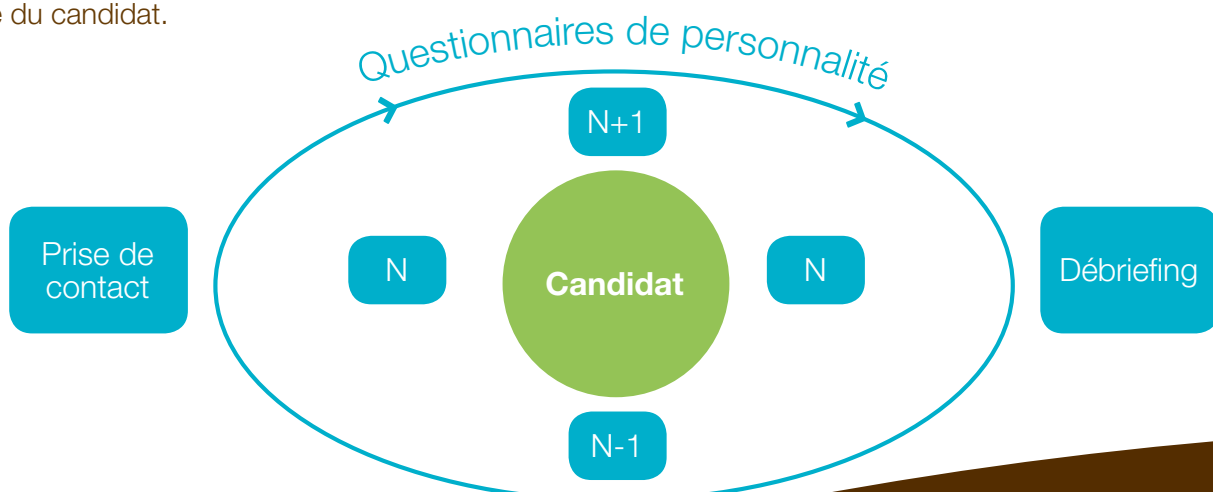 e du candidat.
Questionnaires de personnalité
N+1
Prise de
contact
N
Candidat
N
Débriefing
N-1